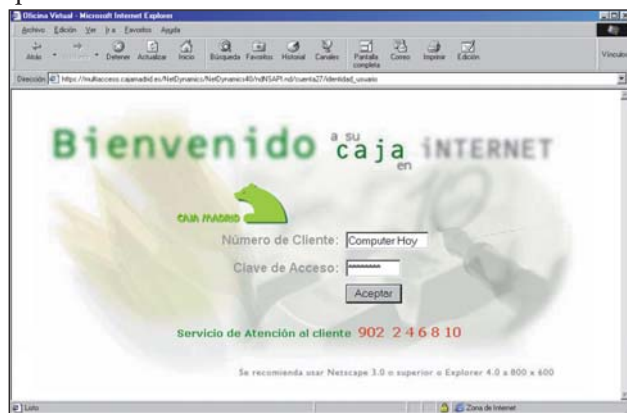 Oficina Virtual - Microsoft Internet Explorer
Archivo Edición Ver Ir a Favoritos Ayuda
Atrás Detener Actualizar Inicio Búsqueda Favoritos Historial Canales Pantalla completa Correo Imprimir Edición
Vínculos
Dirección https://multiaccess.cajamadrid.es/NetDynamics/NetDynamics40/ndNSAPI.nd/cuenta27/identidad_usuario
Bienvenido a su caja en iNTERNET
CAJA MADRID
Número de Cliente: Computer Hoy
Clave de Acceso: ********
Aceptar
Servicio de Atención al cliente 902 2 4 6 8 10
Se recomienda usar Netscape 3.0 o superior o Explorer 4.0 a 800 x 600
Listo
Zona de Internet